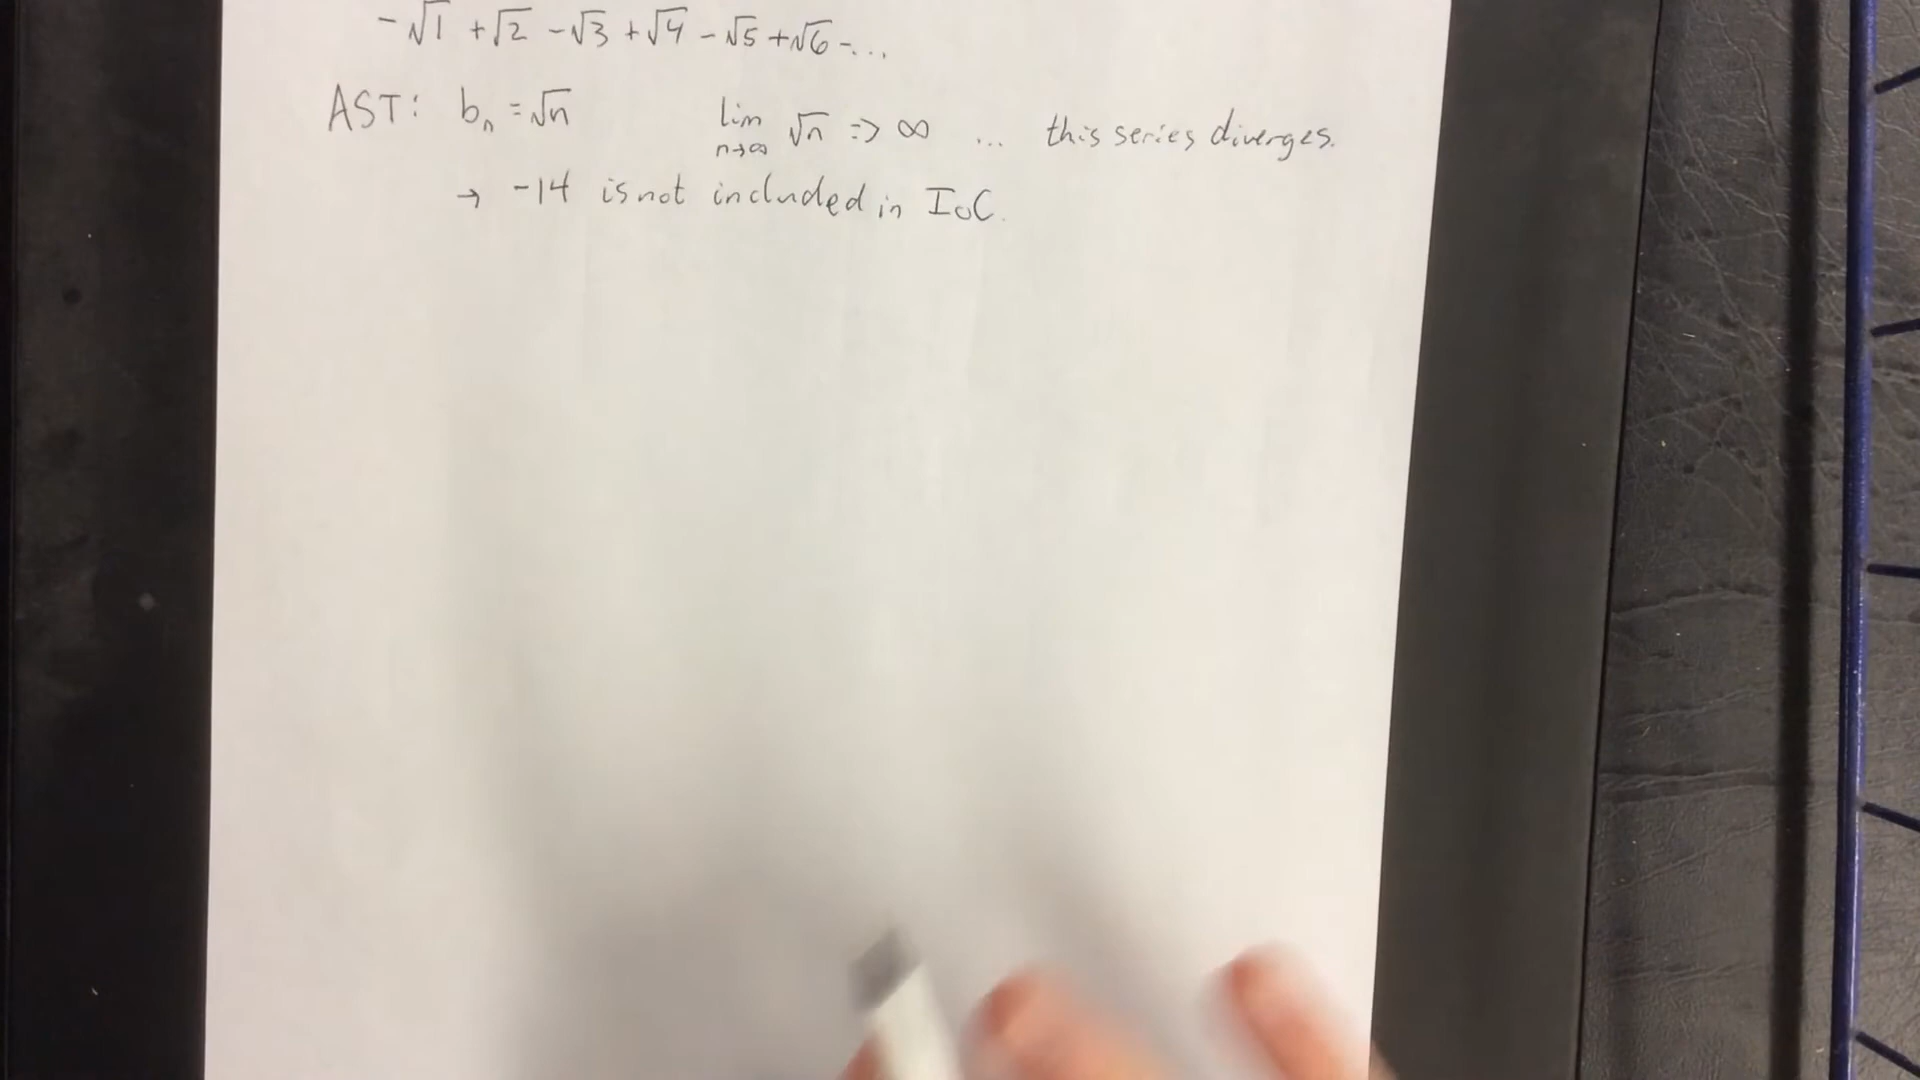 -√1 +√2 -√3 +√4 -√5 +√6 -...
AST: bₙ = √n lim n→∞ √n => ∞ ... this series diverges.
→ -14 is not included in IoC.